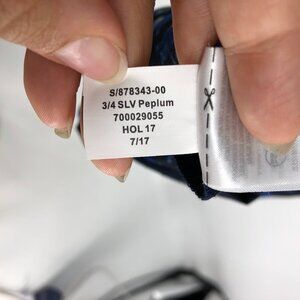 S/878343-00
3/4 SLV Peplum
700029055
HOL 17
7/17